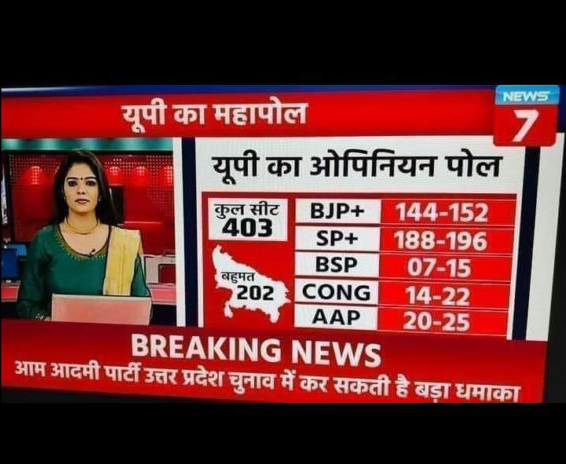 NEWS
7
यूपी का महापोल
यूपी का ओपिनियन पोल
कुल सीट
403
बहुमत
202
BJP+ 144-152
SP+ 188-196
BSP 07-15
CONG 14-22
AAP 20-25
BREAKING NEWS
आम आदमी पार्टी उत्तर प्रदेश चुनाव में कर सकती है बड़ा धमाका